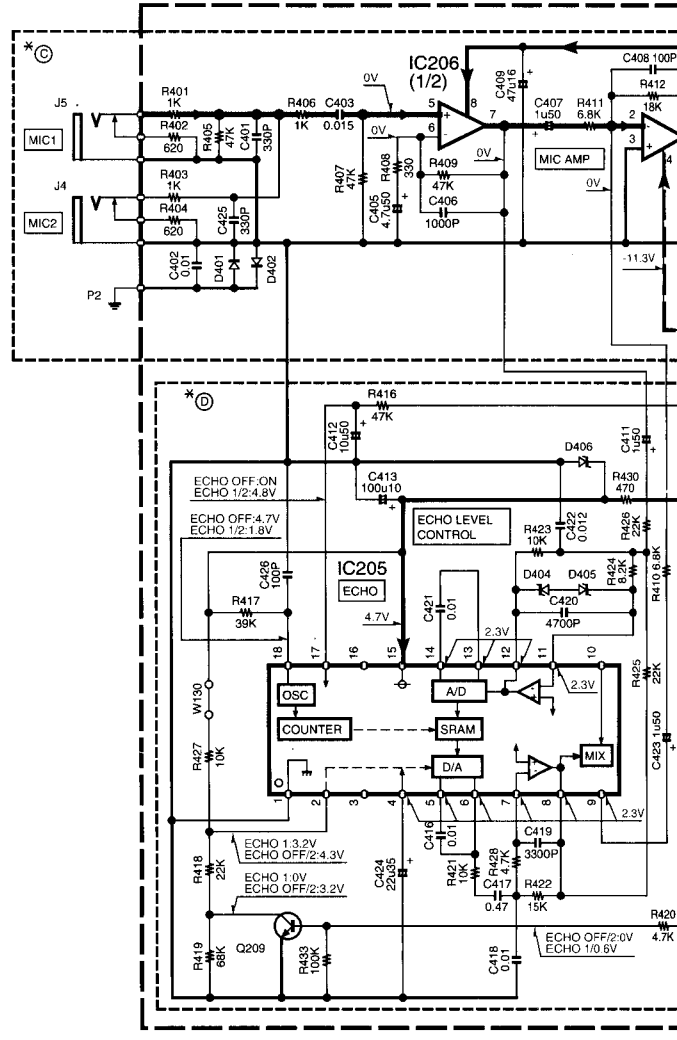 * C
IC206
(1/2)
C409
47u16
C408 100P
R412
18K
J5
MIC1
R401
1K
R402
620
R405
47K
C401
330P
R406
1K
C403
0.015
0V
5
6
8
7
C407
1u50
R411
6.8K
2
3
4
MIC AMP
0V
0V
0V
R407
47K
R408
330
R409
47K
C405
4.7u50
C406
1000P
J4
MIC2
R403
1K
R404
620
C425
330P
C402
0.01
D401
D402
P2
-11.3V
* D
R416
47K
C412
10u50
C411
1u50
D406
C413
100u10
R430
470
ECHO OFF:ON
ECHO 1/2:4.8V
ECHO OFF:4.7V
ECHO 1/2:1.8V
ECHO LEVEL
CONTROL
C422
0.012
R423
10K
R426
22K
R424
8.2K
R410 6.8K
IC205
ECHO
C426
100P
R417
39K
C421
0.01
D404
D405
C420
4700P
4.7V
2.3V
2.3V
18
17
16
15
14
13
12
11
10
R425
22K
W130
OSC
COUNTER
A/D
SRAM
D/A
MIX
R427
10K
C423 1u50
1
2
3
4
5
6
7
8
9
2.3V
ECHO 1:3.2V
ECHO OFF/2:4.3V
C416
0.01
C419
3300P
R418
22K
C424
22u35
R421
10K
R428
4.7K
C417
0.47
R422
15K
ECHO 1:0V
ECHO OFF/2:3.2V
R420
4.7K
R419
68K
Q209
R433
100K
C418
0.01
ECHO OFF/2:0V
ECHO 1/0.6V